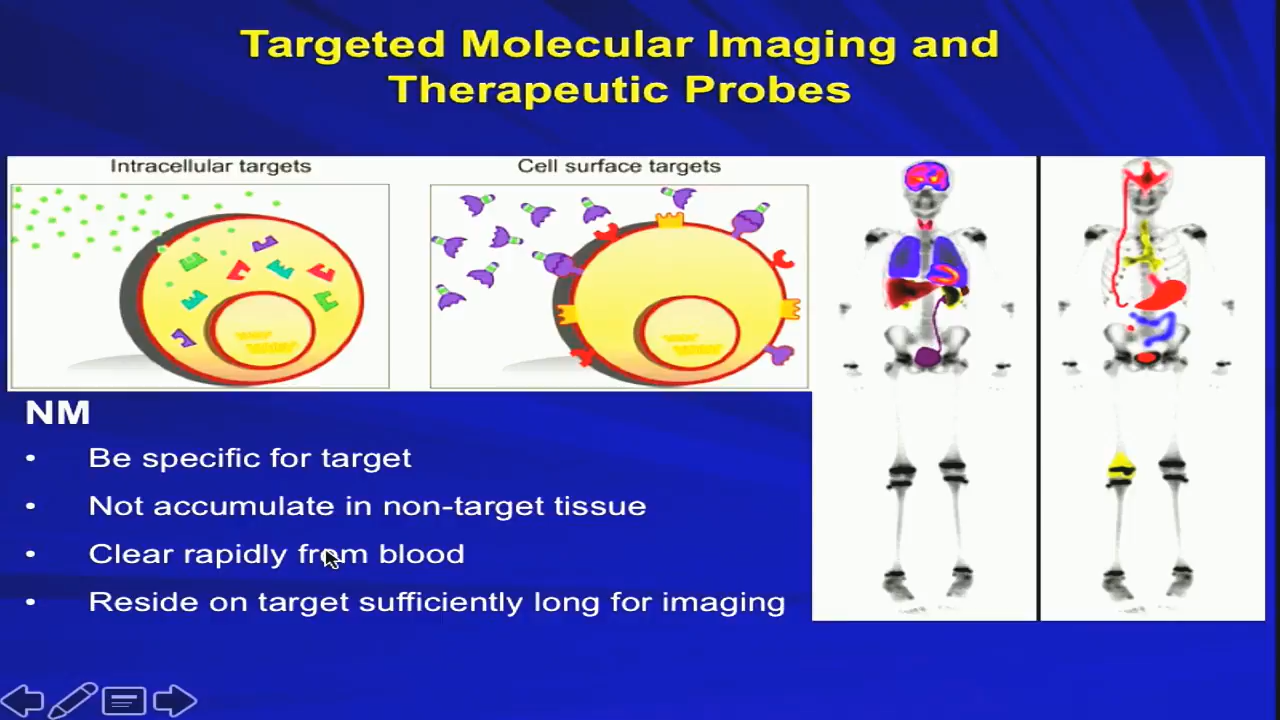 Targeted Molecular Imaging and
Therapeutic Probes
Intracellular targets
Cell surface targets
NM
• Be specific for target
• Not accumulate in non-target tissue
• Clear rapidly from blood
• Reside on target sufficiently long for imaging